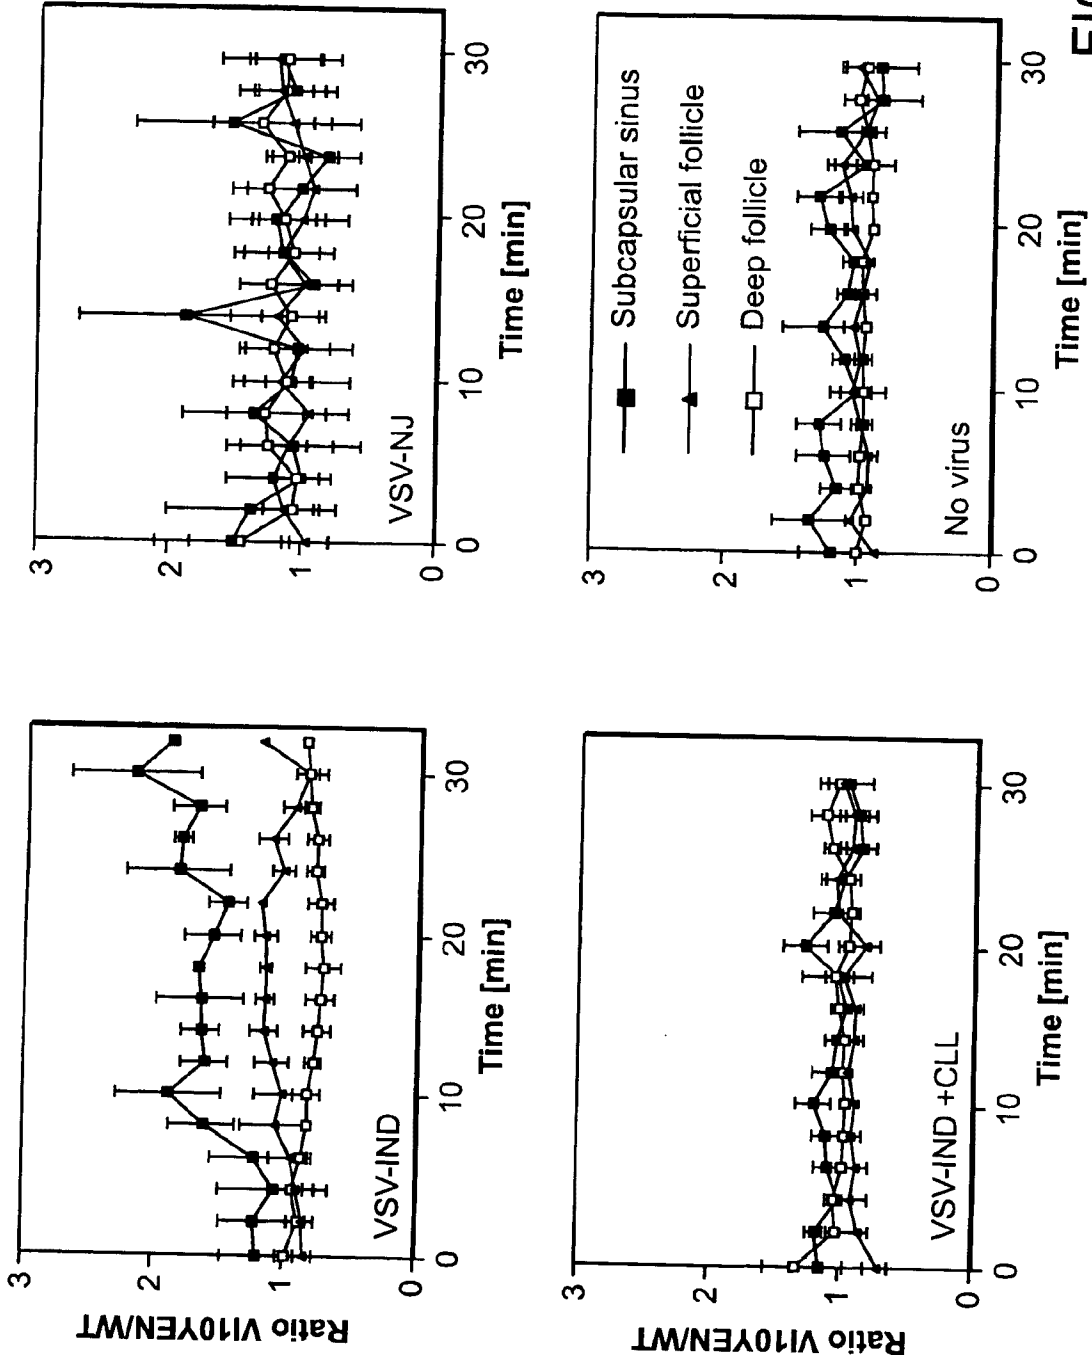 3
2
1
0
Ratio VI10YEN/WT
VSV-IND
0
10
20
30
Time [min]
3
2
1
0
VSV-NJ
0
10
20
30
Time [min]
3
2
1
0
Ratio VI10YEN/WT
VSV-IND +CLL
0
10
20
30
Time [min]
3
2
1
0
Subcapsular sinus
Superficial follicle
Deep follicle
No virus
0
10
20
30
Time [min]